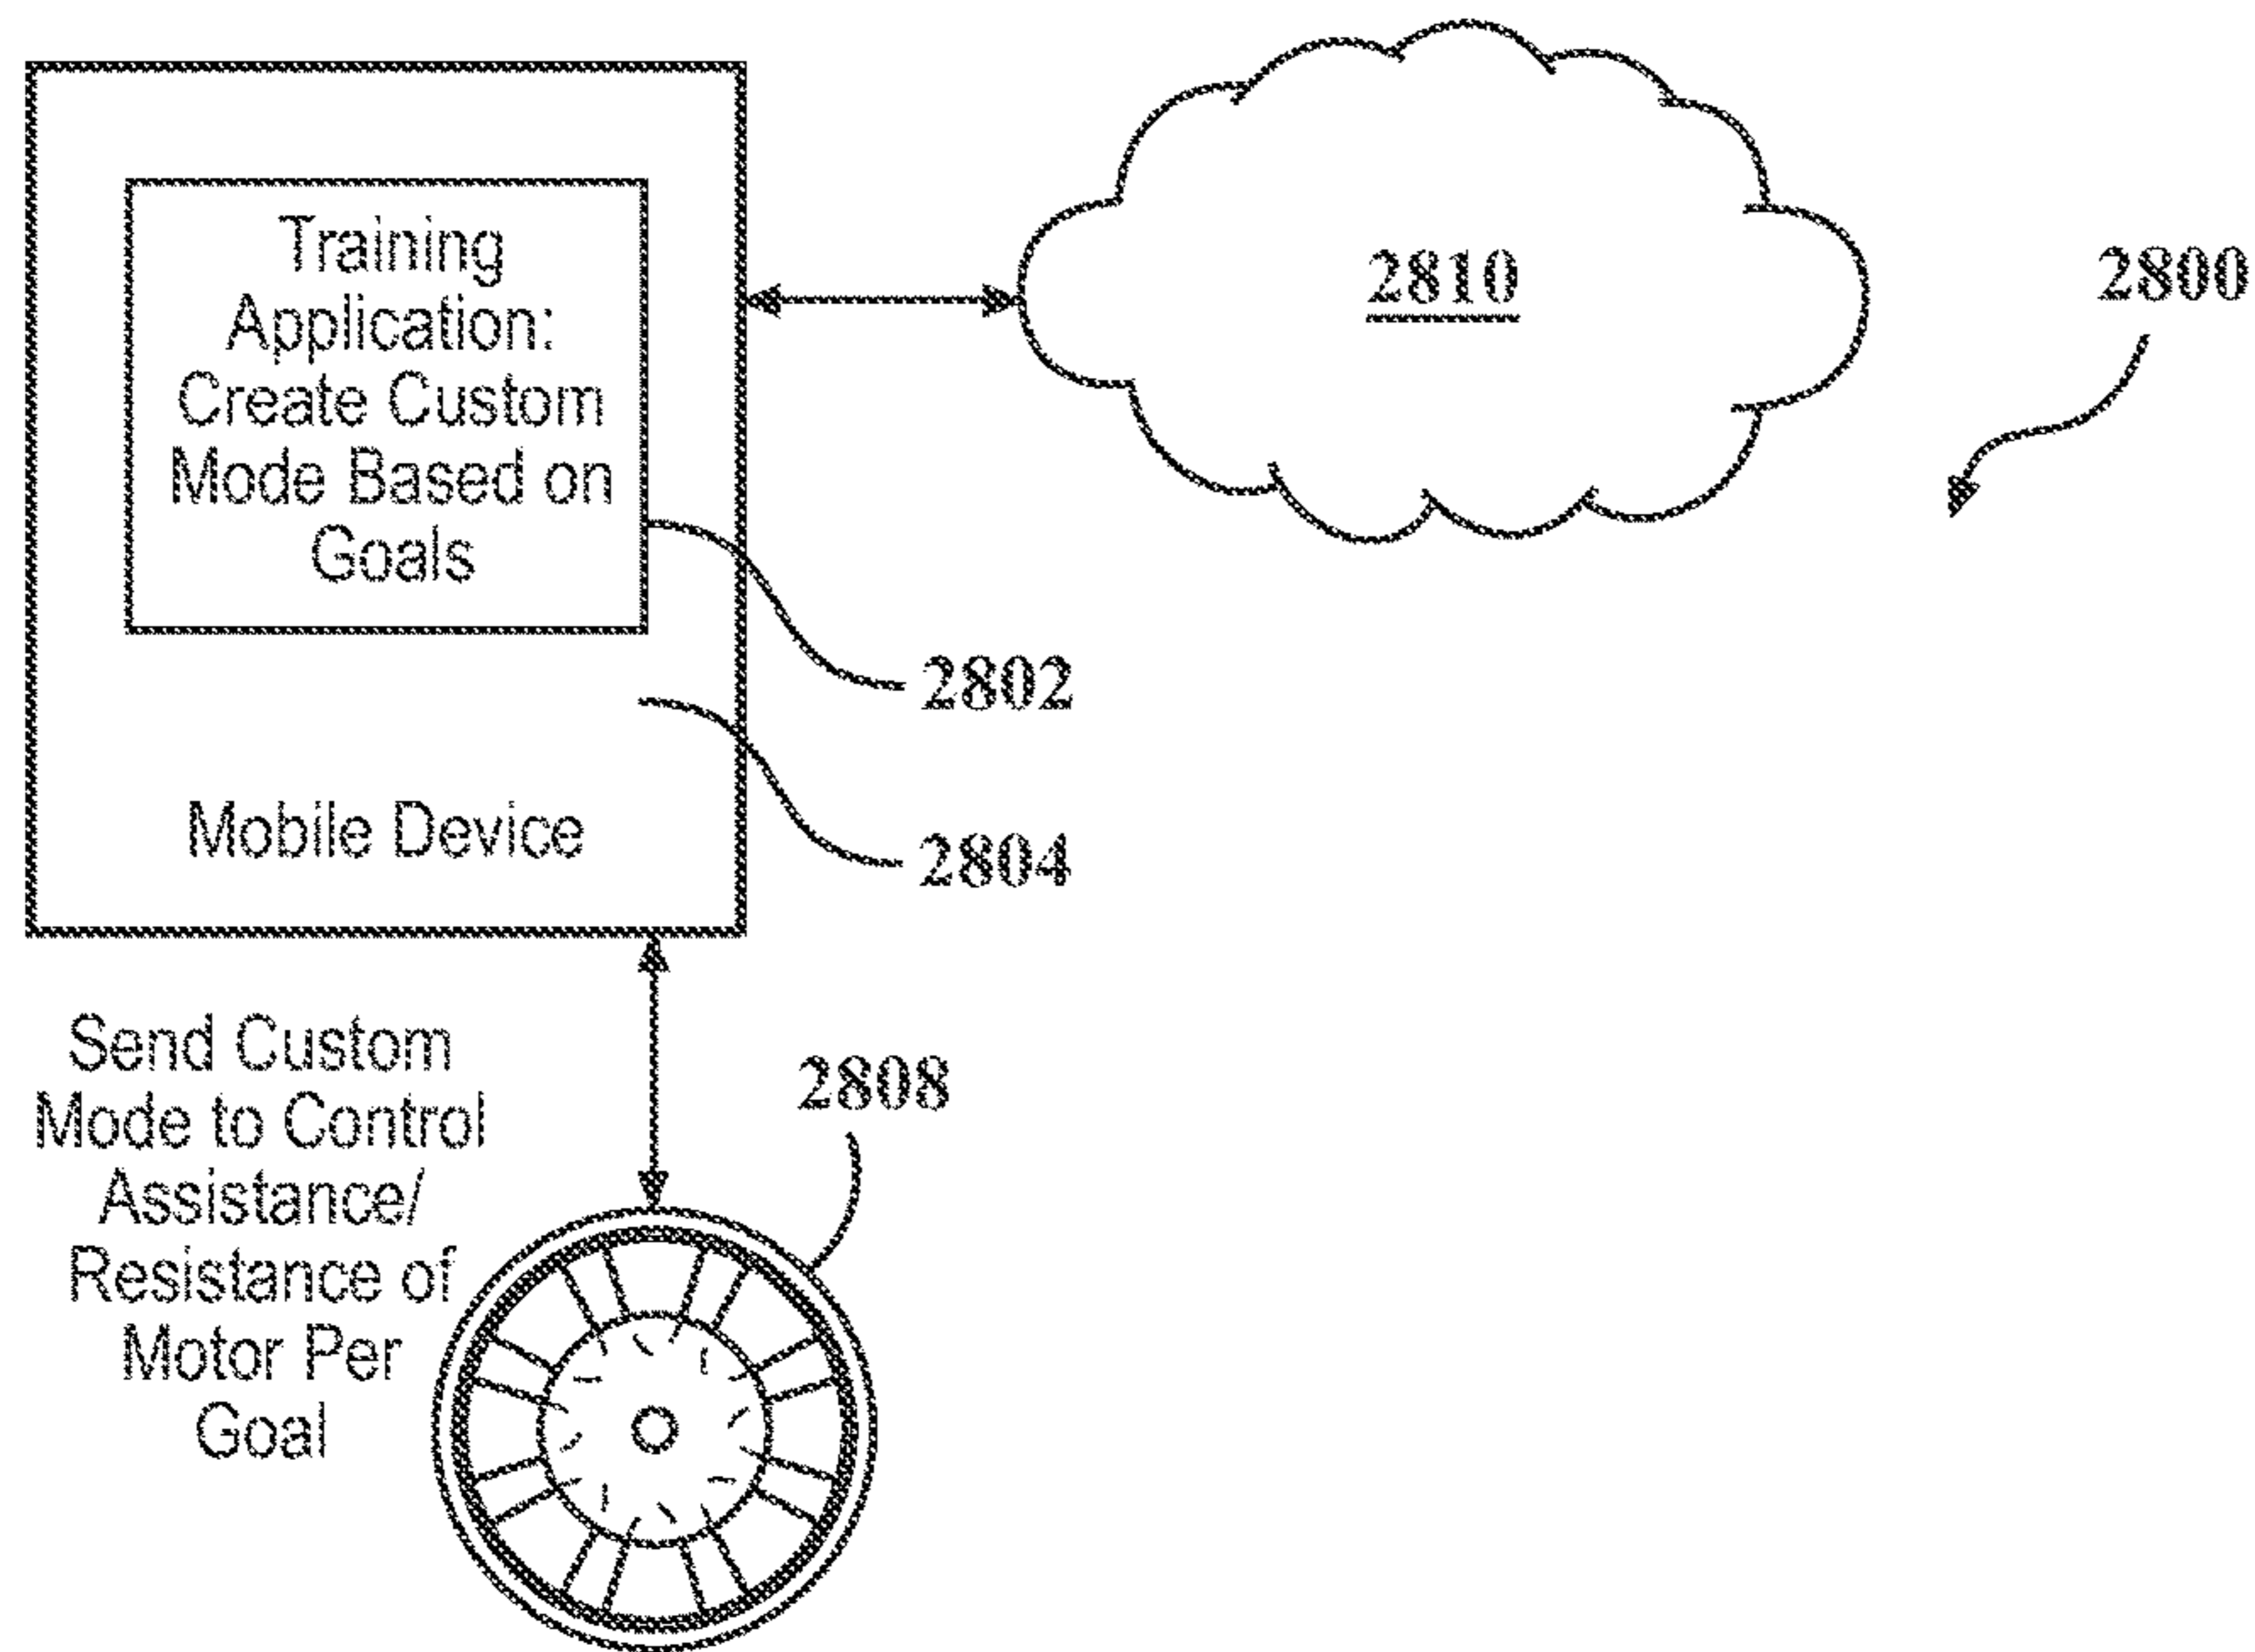 Training
Application:
Create Custom
Mode Based on
Goals
2810
2800
2802
Mobile Device
2804
Send Custom
Mode to Control
Assistance/
Resistance of
Motor Per
Goal
2808